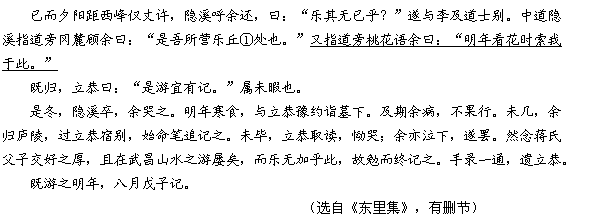 已而夕阳距西峰仅丈许，隐溪呼余还，曰：“乐其无已乎？”遂与李及道士别。中道隐
溪指道旁冈麓顾余曰：“是吾所营乐丘①处也。”又指道旁桃花语余曰：“明年看花时索我
于此。”
既归，立恭曰：“是游宜有记。”属未暇也。
是冬，隐溪卒，余哭之。明年寒食，与立恭豫约诣墓下。及期余病，不果行。未几，余
归庐陵，过立恭宿别，始命笔追记之。未毕，立恭取读，恸哭；余亦泣下，遂罢。然念蒋氏
父子交好之厚，且在武昌山水之游屡矣，而乐无加乎此，故勉而终记之。手录一通，遗立恭。
既游之明年，八月戊子记。
（选自《东里集》，有删节）